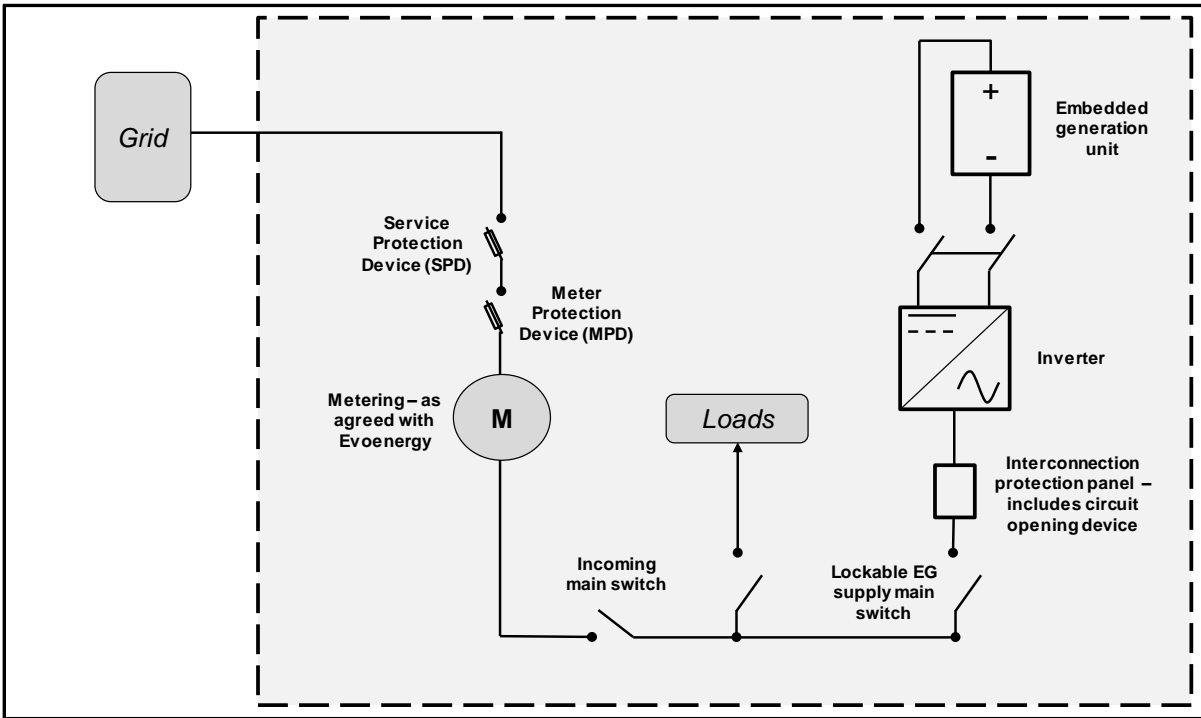 Grid
Service
Protection
Device (SPD)
Meter
Protection
Device (MPD)
Metering – as
agreed with
Evoenergy
M
Incoming
main switch
Loads
Lockable EG
supply main
switch
+
-
Embedded
generation
unit
Inverter
Interconnection
protection panel –
includes circuit
opening device